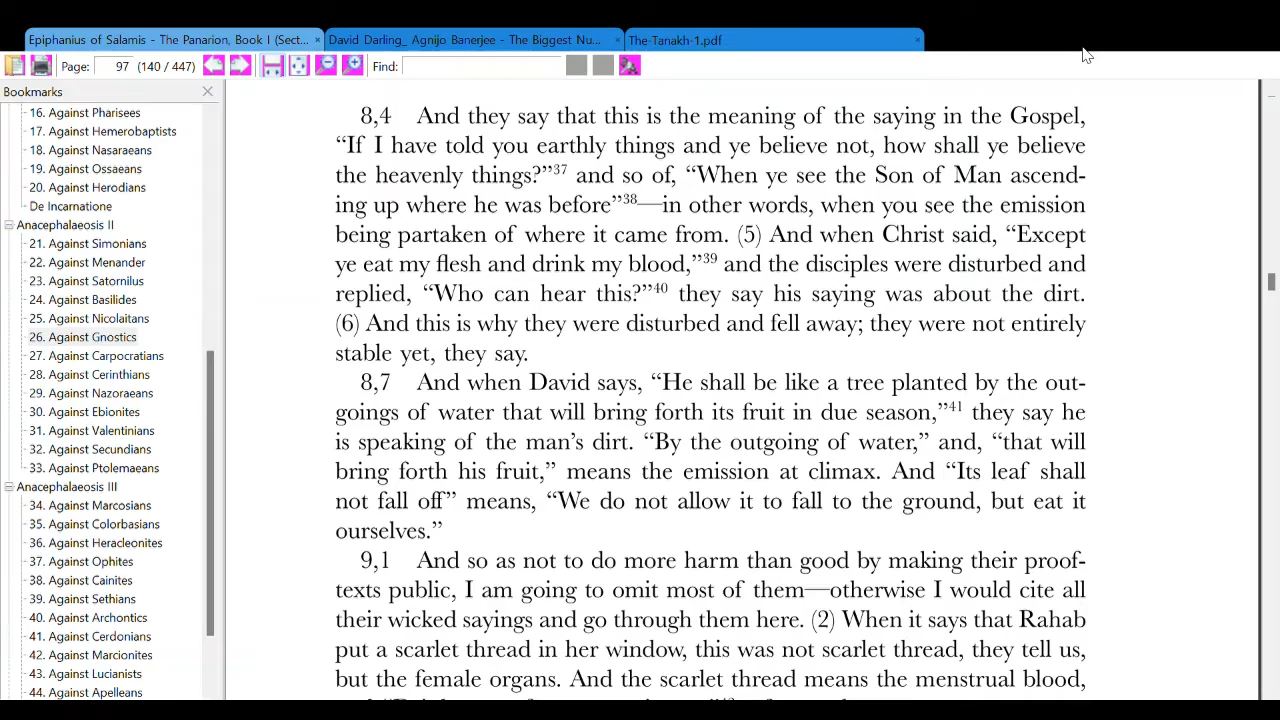 Epiphanius of Salamis - The Panarion, Book I (Sect...
David Darling_ Agnijo Banerjee - The Biggest Nu...
The-Tanakh-1.pdf
Page: 97 (140 / 447) Find:
Bookmarks
16. Against Pharisees
17. Against Hemerobaptists
18. Against Nasaraeans
19. Against Ossaeans
20. Against Herodians
De Incarnatione
Anacephalaeosis II
21. Against Simonians
22. Against Menander
23. Against Satornilus
24. Against Basilides
25. Against Nicolaitans
26. Against Gnostics
27. Against Carpocratians
28. Against Cerinthians
29. Against Nazoraeans
30. Against Ebionites
31. Against Valentinians
32. Against Secundians
33. Against Ptolemaeans
Anacephalaeosis III
34. Against Marcosians
35. Against Colorbasians
36. Against Heracleonites
37. Against Ophites
38. Against Cainites
39. Against Sethians
40. Against Archontics
41. Against Cerdonians
42. Against Marcionites
43. Against Lucianists
44. Against Apelleans
8,4 And they say that this is the meaning of the saying in the Gospel,
“If I have told you earthly things and ye believe not, how shall ye believe
the heavenly things?”37 and so of, “When ye see the Son of Man ascend-
ing up where he was before”38—in other words, when you see the emission
being partaken of where it came from. (5) And when Christ said, “Except
ye eat my flesh and drink my blood,”39 and the disciples were disturbed and
replied, “Who can hear this?”40 they say his saying was about the dirt.
(6) And this is why they were disturbed and fell away; they were not entirely
stable yet, they say.
8,7 And when David says, “He shall be like a tree planted by the out-
goings of water that will bring forth its fruit in due season,”41 they say he
is speaking of the man’s dirt. “By the outgoing of water,” and, “that will
bring forth his fruit,” means the emission at climax. And “Its leaf shall
not fall off” means, “We do not allow it to fall to the ground, but eat it
ourselves.”
9,1 And so as not to do more harm than good by making their proof-
texts public, I am going to omit most of them—otherwise I would cite all
their wicked sayings and go through them here. (2) When it says that Rahab
put a scarlet thread in her window, this was not scarlet thread, they tell us,
but the female organs. And the scarlet thread means the menstrual blood,